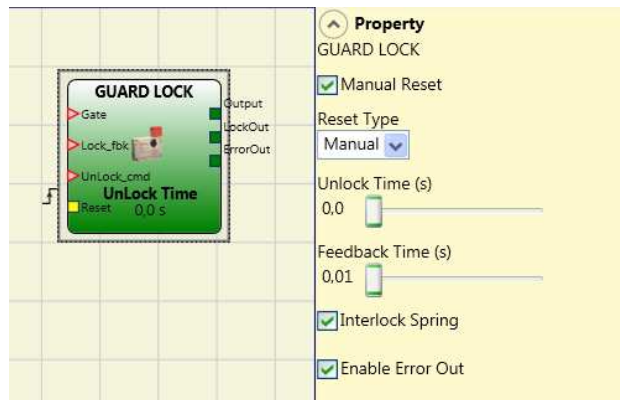 GUARD LOCK
Gate
Output
Lock_fbk
LockOut
ErrorOut
UnLock_cmd
UnLock Time
Reset
0,0 s
Property
GUARD LOCK
Manual Reset
Reset Type
Manual
Unlock Time (s)
0,0
Feedback Time (s)
0,01
Interlock Spring
Enable Error Out